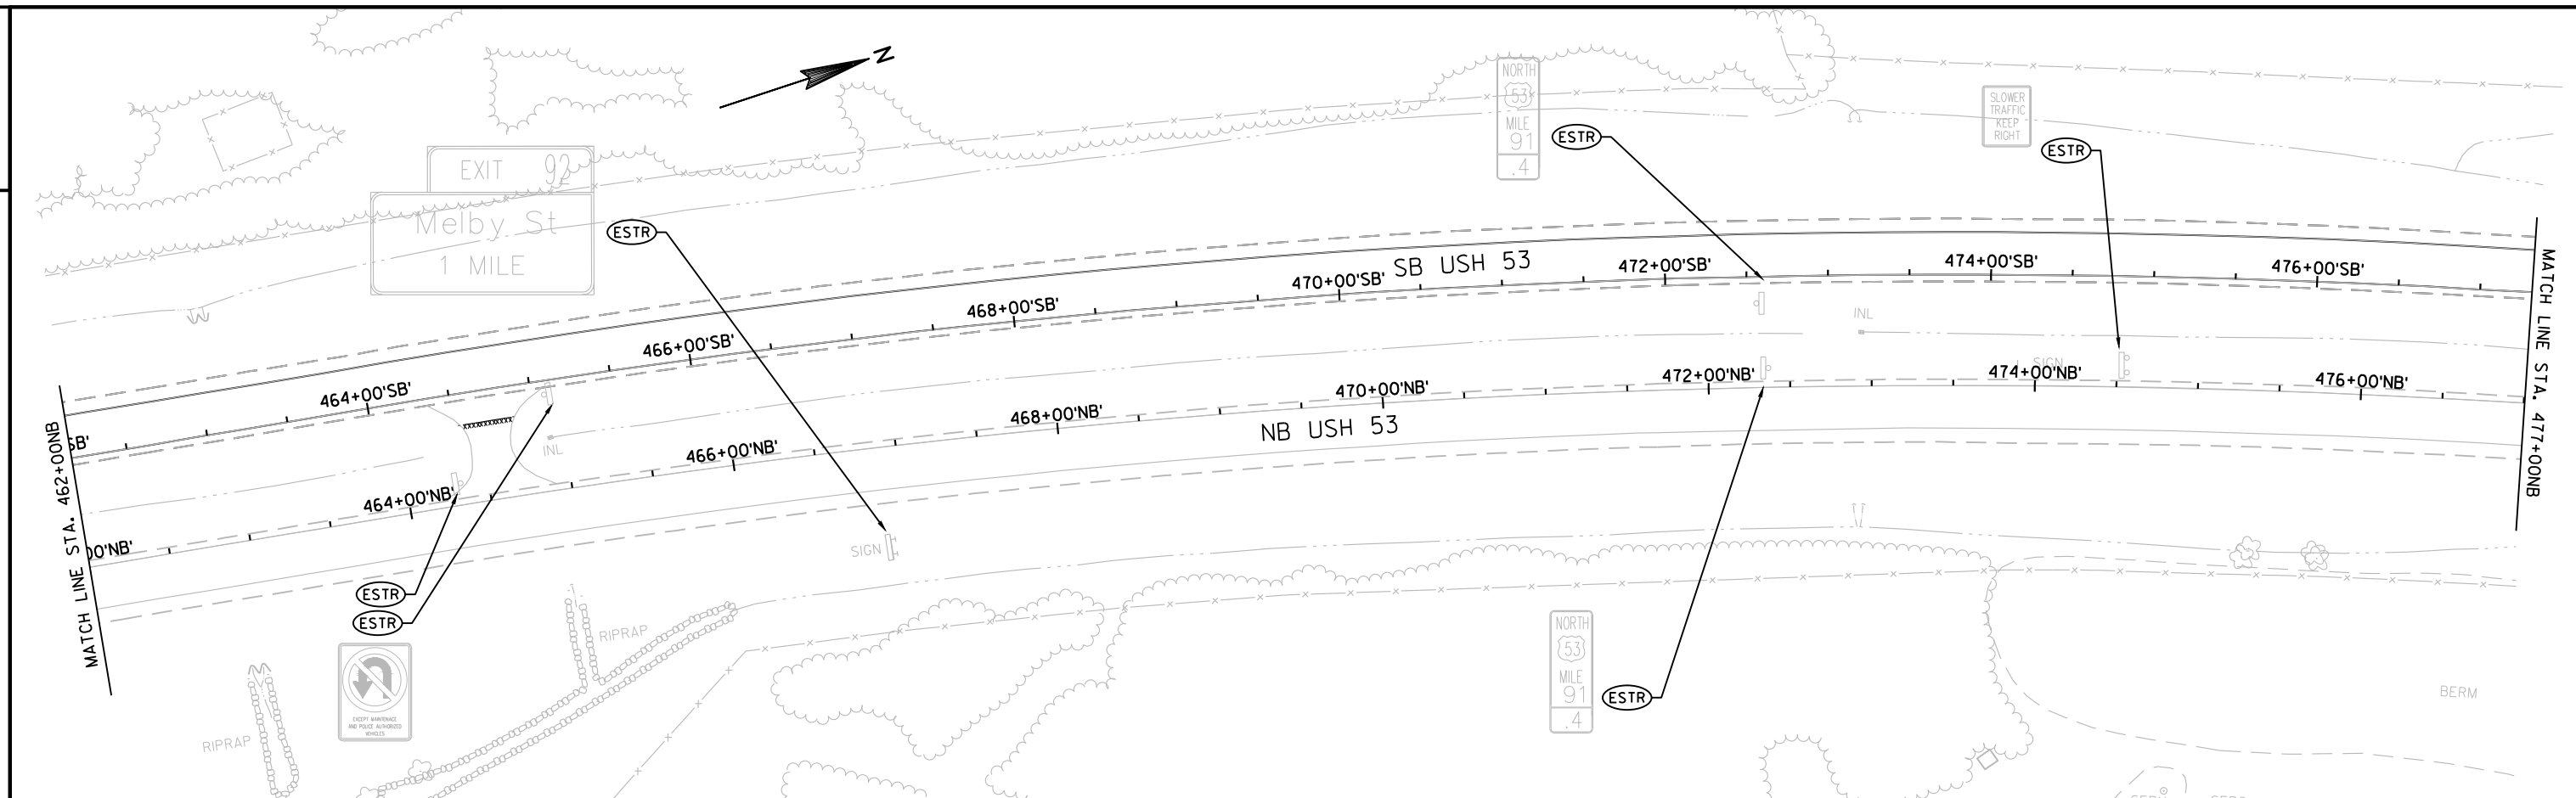 N
NORTH
53
MILE
91
.4
SLOWER
TRAFFIC
KEEP
RIGHT
ESTR
ESTR
EXIT 92
Melby St
1 MILE
ESTR
SB USH 53
464+00'SB'
466+00'SB'
468+00'SB'
470+00'SB'
472+00'SB'
474+00'SB'
476+00'SB'
SB'
INL
INL
SIGN
464+00'NB'
466+00'NB'
468+00'NB'
470+00'NB'
472+00'NB'
474+00'NB'
476+00'NB'
00'NB'
NB USH 53
MATCH LINE STA. 462+00NB
MATCH LINE STA. 477+00NB
SIGN
ESTR
ESTR
RIPRAP
RIPRAP
EXCEPT MAINTENACE
AND POLICE AUTHORIZED
VEHICLES
NORTH
53
MILE
91
.4
ESTR
BERM